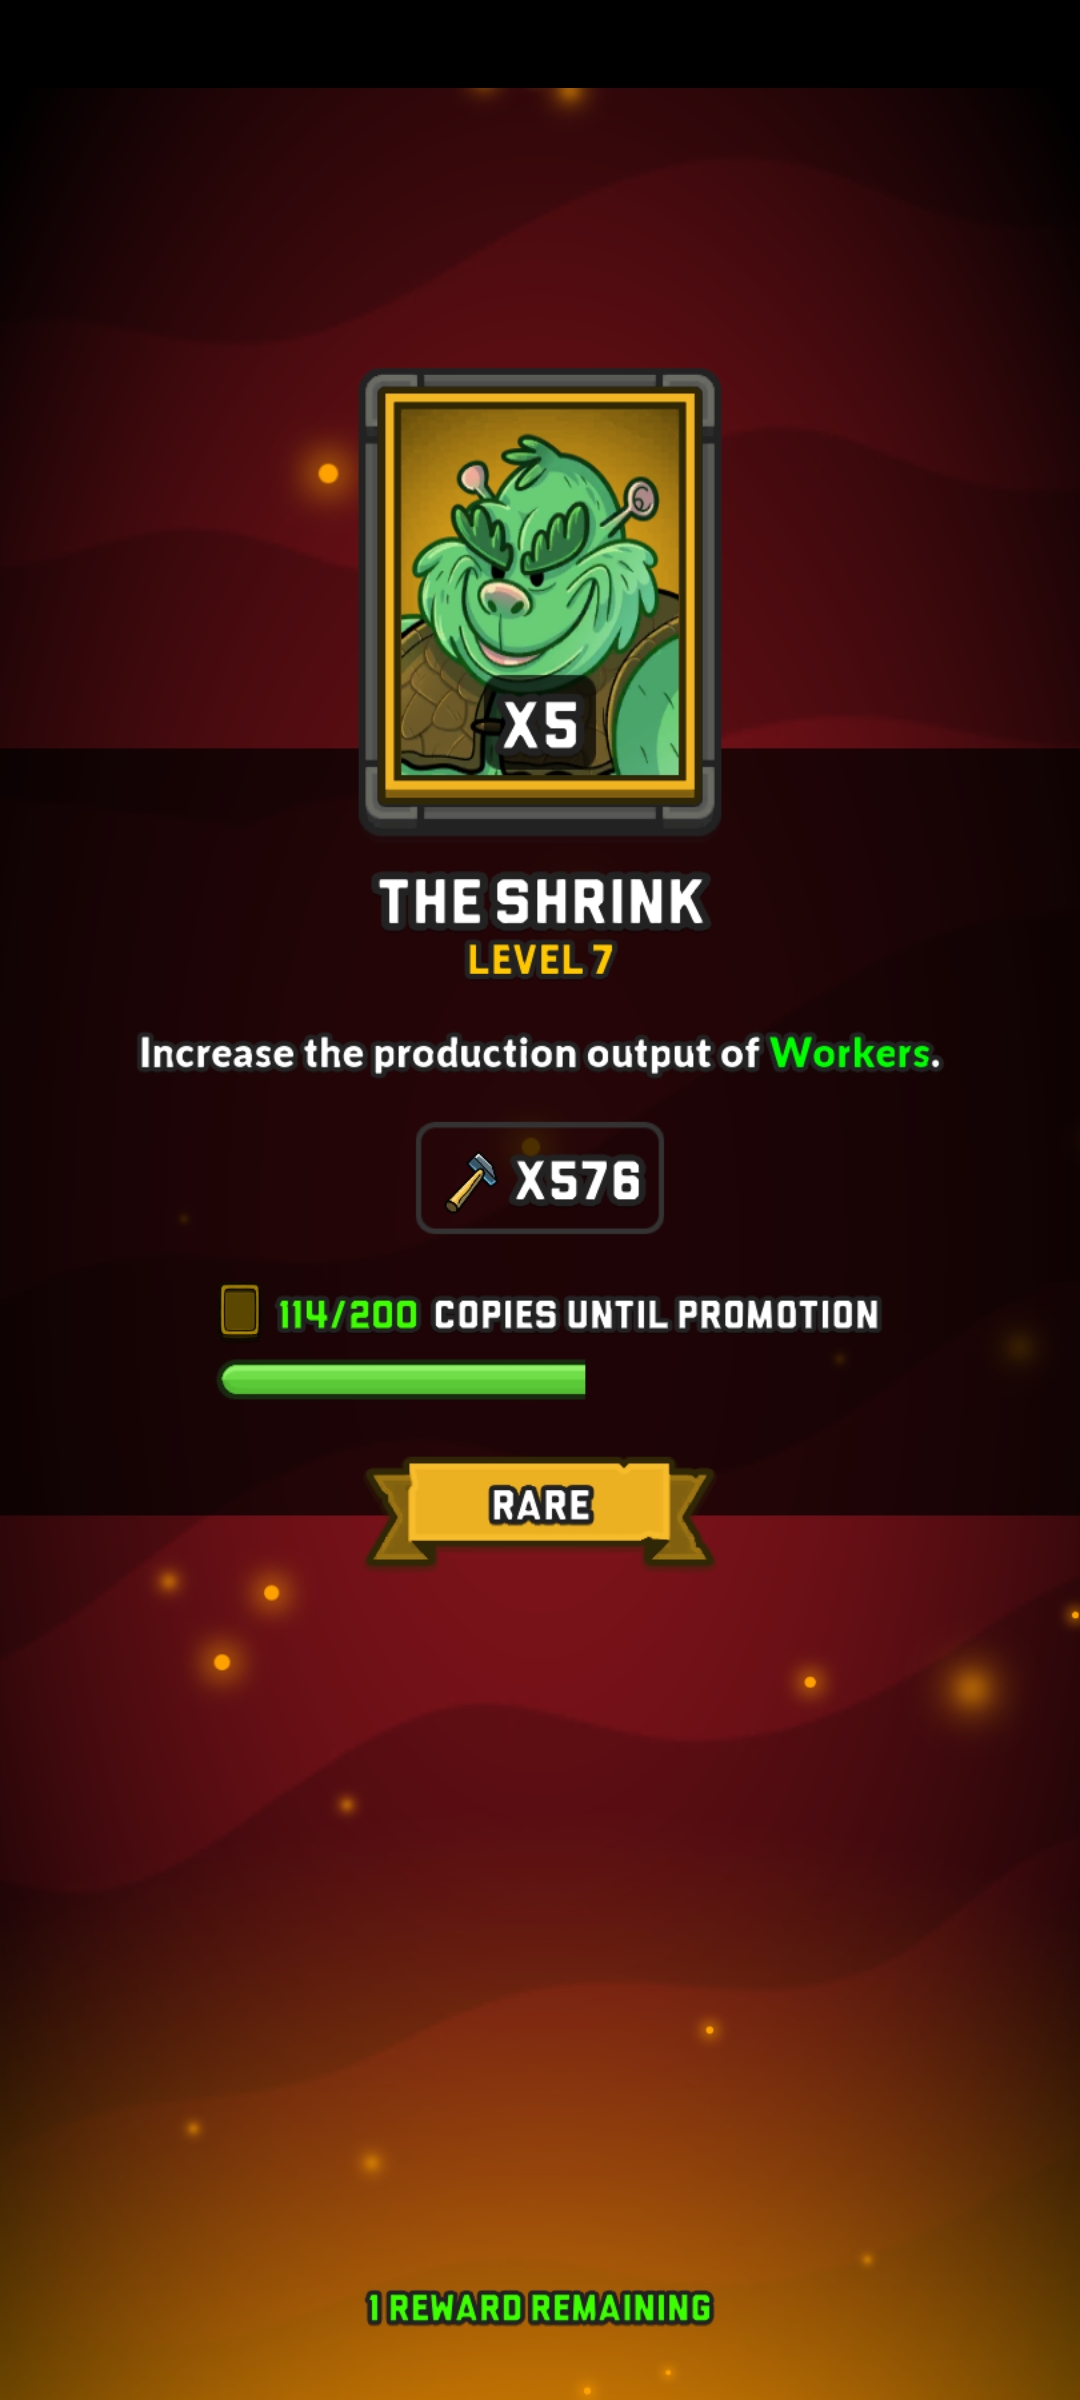 X5
THE SHRINK
LEVEL 7
Increase the production output of Workers.
X576
114/200 COPIES UNTIL PROMOTION
RARE
1 REWARD REMAINING